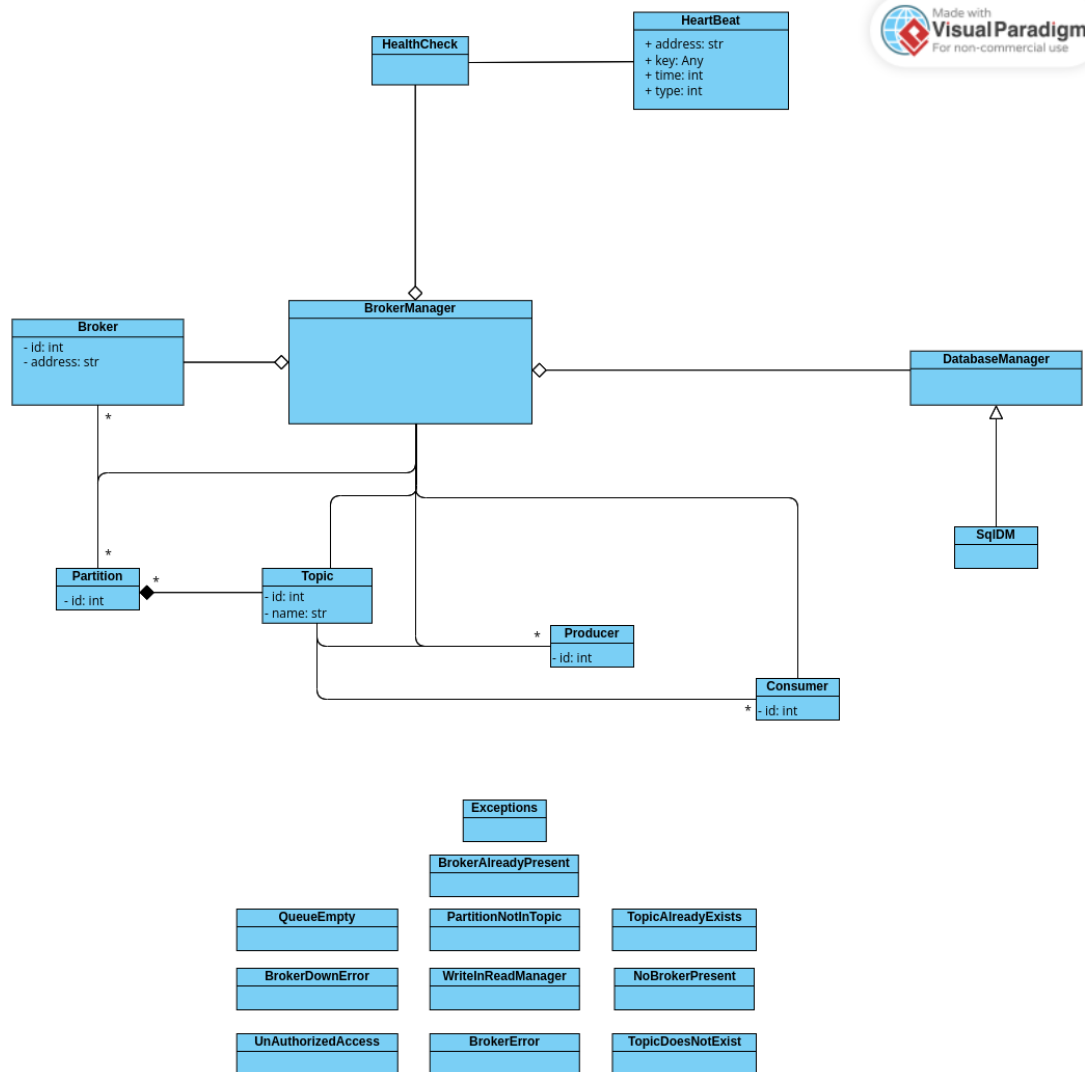 Made with
Visual Paradigm
For non-commercial use
HeartBeat
+ address: str
+ key: Any
+ time: int
+ type: int
HealthCheck
BrokerManager
Broker
- id: int
- address: str
DatabaseManager
*
SqlDM
*
Partition
- id: int
*
Topic
- id: int
- name: str
*
Producer
- id: int
Consumer
* - id: int
Exceptions
BrokerAlreadyPresent
QueueEmpty
PartitionNotInTopic
TopicAlreadyExists
BrokerDownError
WriteInReadManager
NoBrokerPresent
UnAuthorizedAccess
BrokerError
TopicDoesNotExist